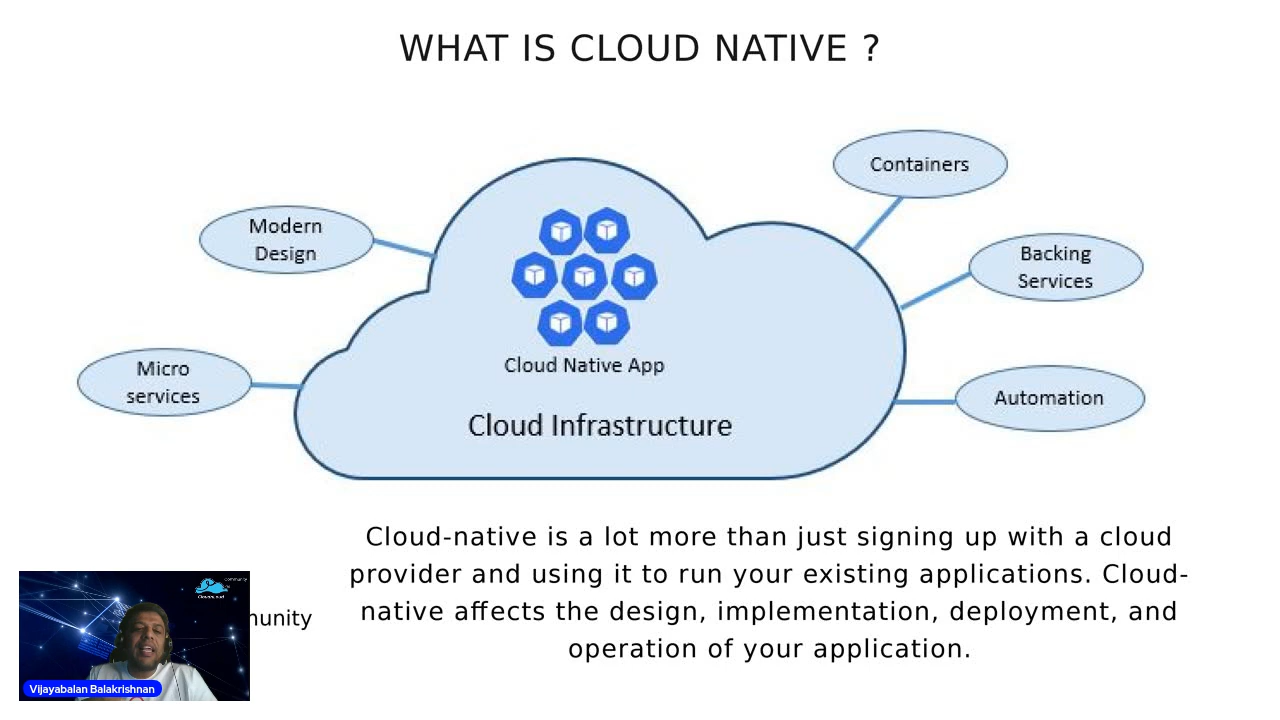 WHAT IS CLOUD NATIVE ?
Containers
Modern
Design
Backing
Services
Micro
services
Cloud Native App
Automation
Cloud Infrastructure
Cloud-native is a lot more than just signing up with a cloud
provider and using it to run your existing applications. Cloud-
native affects the design, implementation, deployment, and
operation of your application.
munity
Vijayabalan Balakrishnan